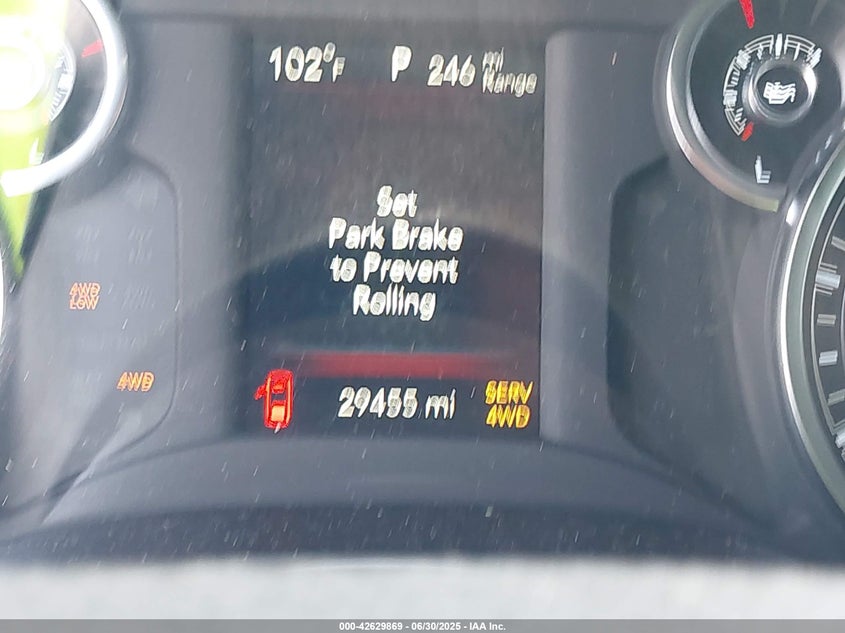 102°F P 246 mi Range
Set
Park Brake
to Prevent
Rolling
4WD
LOW
4WD
29455 mi
SERV
4WD
000-42629869 - 06/30/2025 - IAA Inc.